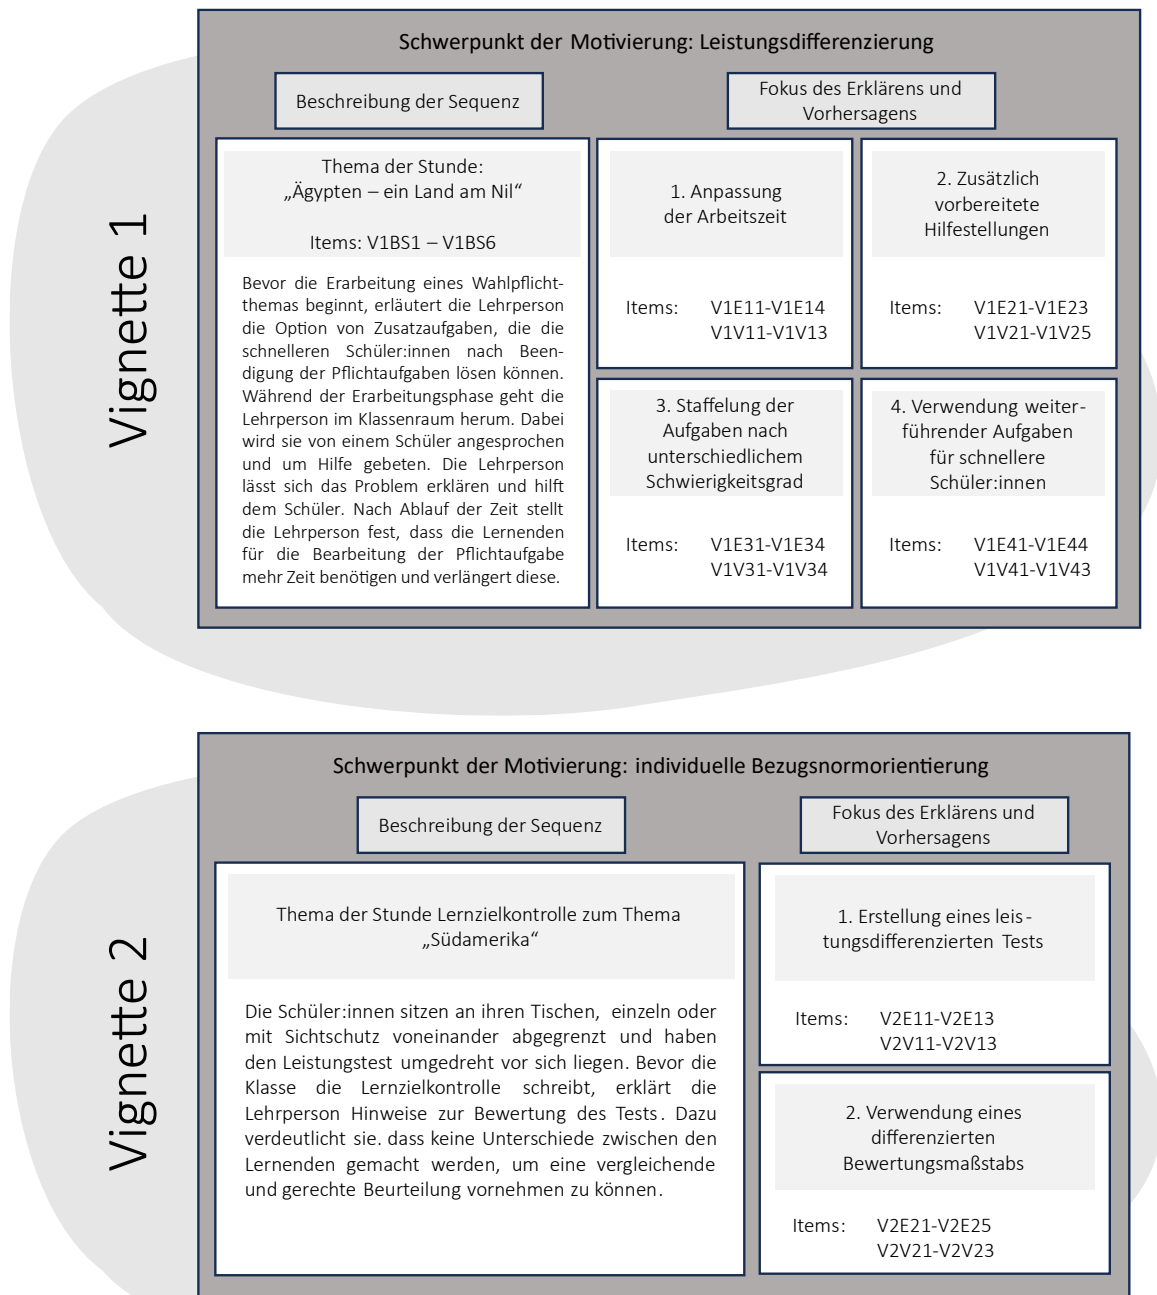 Vignette 1
Schwerpunkt der Motivierung: Leistungsdifferenzierung
Beschreibung der Sequenz
Fokus des Erklärens und
Vorhersagens
Thema der Stunde:
„Ägypten – ein Land am Nil“
Items: V1BS1 – V1BS6
Bevor die Erarbeitung eines Wahlpflicht-
themas beginnt, erläutert die Lehrperson
die Option von Zusatzaufgaben, die die
schnelleren Schüler:innen nach Been-
digung der Pflichtaufgaben lösen können.
Während der Erarbeitungsphase geht die
Lehrperson im Klassenraum herum. Dabei
wird sie von einem Schüler angesprochen
und um Hilfe gebeten. Die Lehrperson
lässt sich das Problem erklären und hilft
dem Schüler. Nach Ablauf der Zeit stellt
die Lehrperson fest, dass die Lernenden
für die Bearbeitung der Pflichtaufgabe
mehr Zeit benötigen und verlängert diese.
1. Anpassung
der Arbeitszeit
Items: V1E11-V1E14
V1V11-V1V13
2. Zusätzlich
vorbereitete
Hilfestellungen
Items: V1E21-V1E23
V1V21-V1V25
3. Staffelung der
Aufgaben nach
unterschiedlichem
Schwierigkeitsgrad
Items: V1E31-V1E34
V1V31-V1V34
4. Verwendung weiter-
führender Aufgaben
für schnellere
Schüler:innen
Items: V1E41-V1E44
V1V41-V1V43
Vignette 2
Schwerpunkt der Motivierung: individuelle Bezugsnormorientierung
Beschreibung der Sequenz
Fokus des Erklärens und
Vorhersagens
Thema der Stunde Lernzielkontrolle zum Thema
„Südamerika“
Die Schüler:innen sitzen an ihren Tischen, einzeln oder
mit Sichtschutz voneinander abgegrenzt und haben
den Leistungstest umgedreht vor sich liegen. Bevor die
Klasse die Lernzielkontrolle schreibt, erklärt die
Lehrperson Hinweise zur Bewertung des Tests. Dazu
verdeutlicht sie. dass keine Unterschiede zwischen den
Lernenden gemacht werden, um eine vergleichende
und gerechte Beurteilung vornehmen zu können.
1. Erstellung eines leis-
tungsdifferenzierten Tests
Items: V2E11-V2E13
V2V11-V2V13
2. Verwendung eines
differenzierten
Bewertungsmaßstabs
Items: V2E21-V2E25
V2V21-V2V23